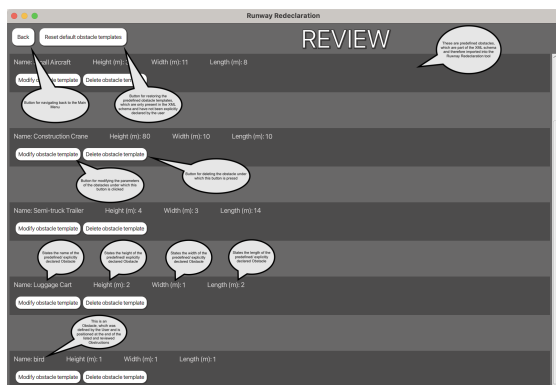 Runway Redeclaration
Back
Reset default obstacle templates
REVIEW
These are predefined obstacles,
which are part of the XML schema
and therefore imported into the
Runway Redeclaration tool
Name: Small Aircraft Height (m): Width (m): 11 Length (m): 8
Modify obstacle template Delete obstacle template
Button for navigating back to the Main
Menu
Button for restoring the
predefined obstacle templates,
which are only present in the XML
schema and have not been explicitly
declared by the user
Name: Construction Crane Height (m): 80 Width (m): 10 Length (m): 10
Modify obstacle template Delete obstacle template
Button for modifying the parameters
of the obstacles under which this
button is clicked
Button for deleting the obstacle under
which this button is pressed
Name: Semi-truck Trailer Height (m): 4 Width (m): 3 Length (m): 14
Modify obstacle template Delete obstacle template
States the name of the
predefined/ explicitly
declared Obstacle
States the height of the
predefined/ explicitly
declared Obstacle
States the width of the
predefined/ explicitly
declared Obstacle
States the length of the
predefined/ explicitly
declared Obstacle
Name: Luggage Cart Height (m): 2 Width (m): 1 Length (m): 2
Modify obstacle template Delete obstacle template
This is an
Obstacle, which was
defined by the User and is
positioned at the end of the
listed and reviewed
Obstructions
Name: bird Height (m): 1 Width (m): 1 Length (m): 1
Modify obstacle template Delete obstacle template